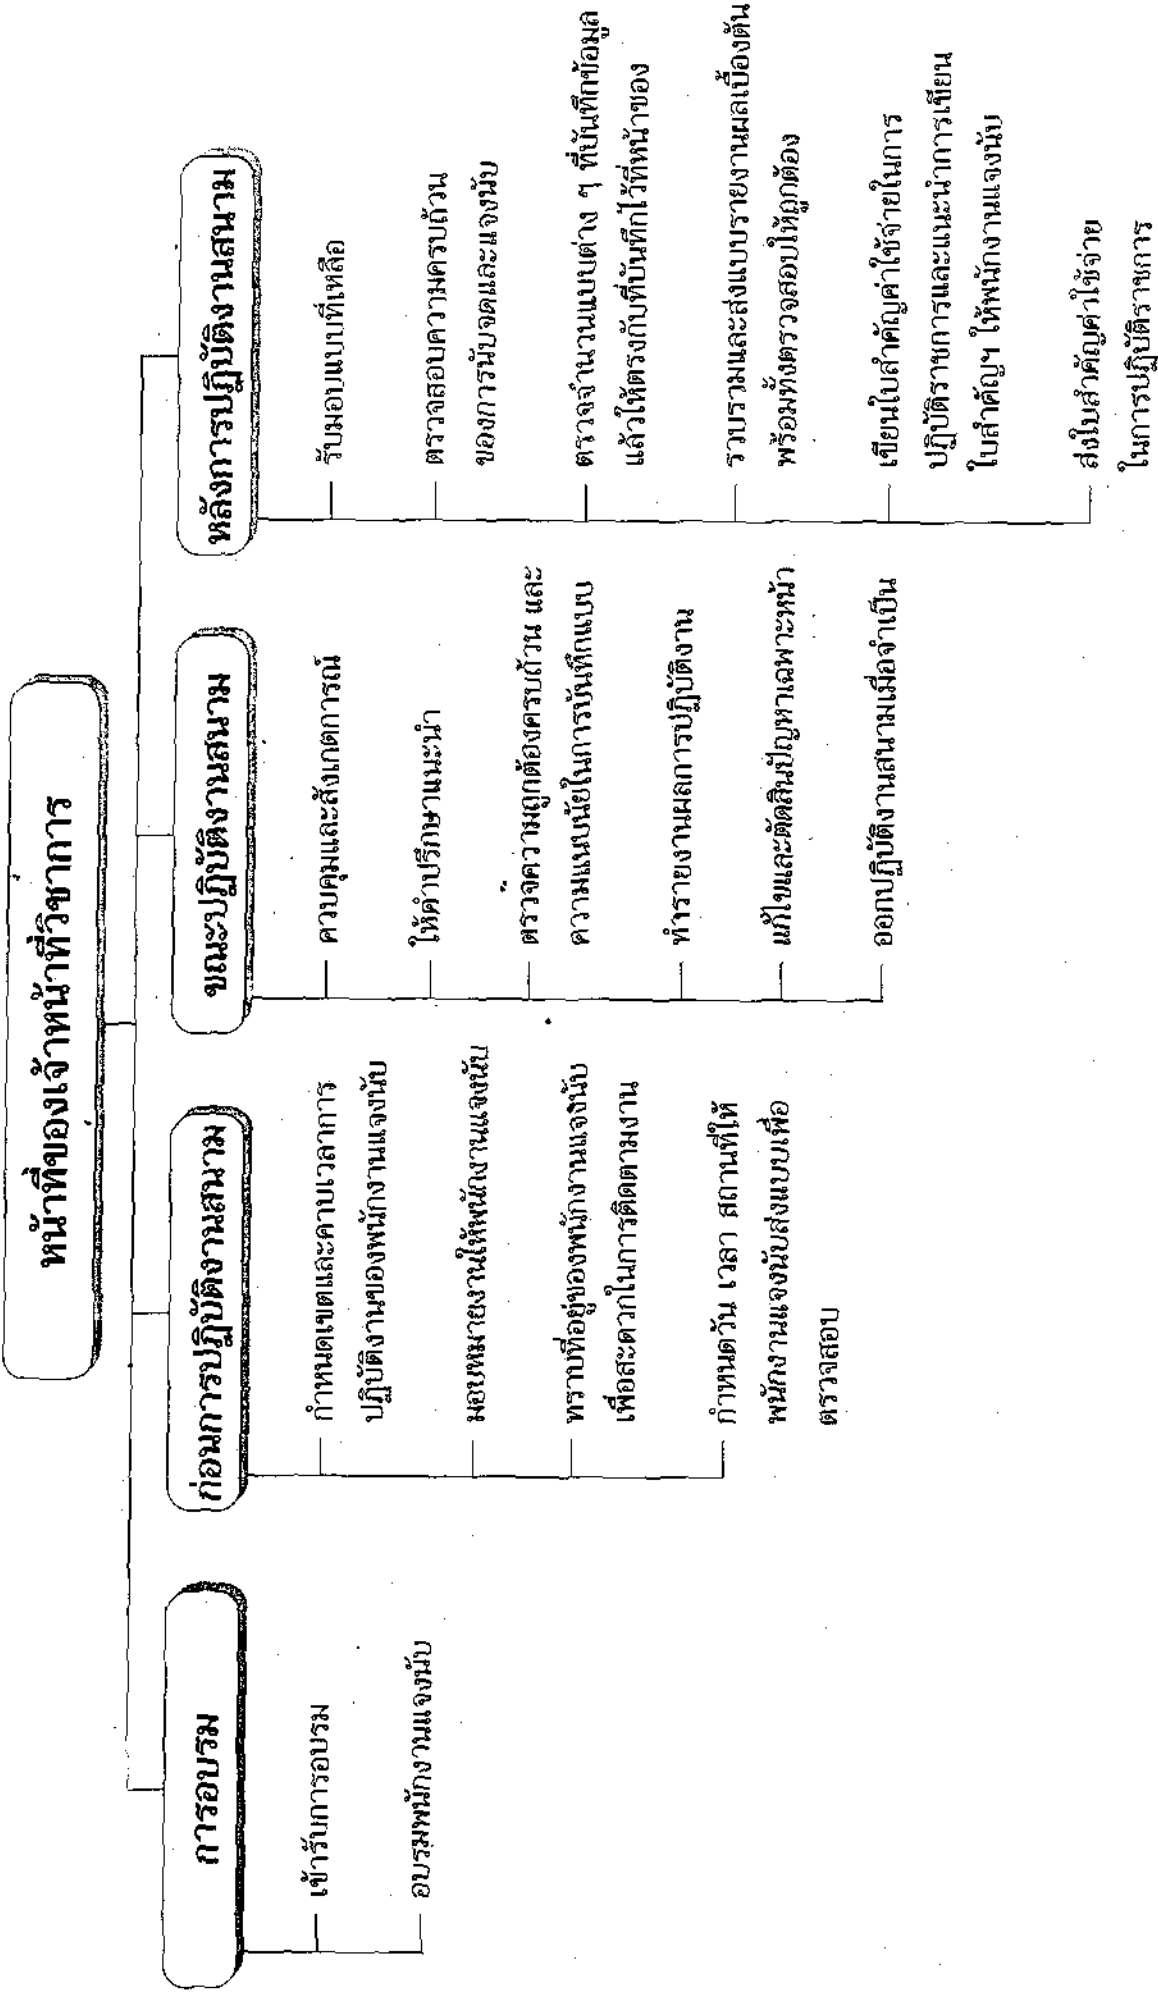 หน้าที่ของเจ้าหน้าที่วิชาการ
การอบรม
เข้ารับการอบรม
อบรมพนักงานแจงนับ
ก่อนการปฏิบัติงานสนาม
กำหนดเขตและคาบเวลาการ
ปฏิบัติงานของพนักงานแจงนับ
มอบหมายงานให้พนักงานแจงนับ
ทราบที่อยู่ของพนักงานแจงนับ
เพื่อสะดวกในการติดตามงาน
กำหนดวัน เวลา สถานที่ให้
พนักงานแจงนับส่งแบบเพื่อ
ตรวจสอบ
ขณะปฏิบัติงานสนาม
ควบคุมและสังเกตการณ์
ให้คำปรึกษาแนะนำ
ตรวจความถูกต้องครบถ้วน และ
ความแนบนัยในการบันทึกแบบ
ทำรายงานผลการปฏิบัติงาน
แก้ไขและตัดสินปัญหาเฉพาะหน้า
ออกปฏิบัติงานสนามเมื่อจำเป็น
หลังการปฏิบัติงานสนาม
รับมอบแบบที่เหลือ
ตรวจสอบความครบถ้วน
ของการนับจดและแจงนับ
ตรวจจำนวนแบบต่าง ๆ ที่บันทึกข้อมูล
แล้วให้ตรงกับที่บันทึกไว้ที่หน้าซอง
รวบรวมและส่งแบบรายงานผลเบื้องต้น
พร้อมทั้งตรวจสอบให้ถูกต้อง
เขียนใบสำคัญค่าใช้จ่ายในการ
ปฏิบัติราชการและแนะนำการเขียน
ใบสำคัญฯ ให้พนักงานแจงนับ
ส่งใบสำคัญค่าใช้จ่าย
ในการปฏิบัติราชการ